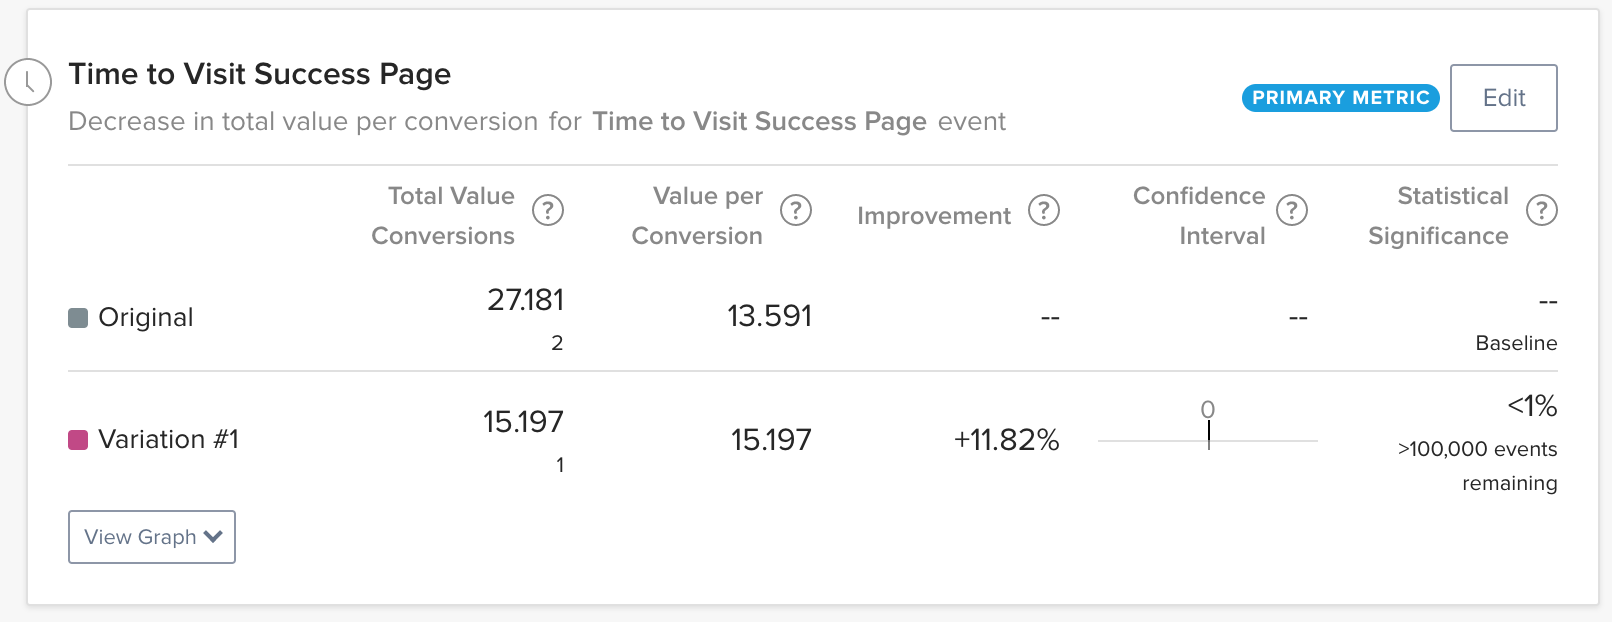 Time to Visit Success Page
PRIMARY METRIC
Edit
Decrease in total value per conversion for Time to Visit Success Page event
Total Value
Conversions
?
Value per
Conversion
?
Improvement
?
Confidence
Interval
?
Statistical
Significance
?
Original
27.181
2
13.591
--
--
--
Baseline
Variation #1
15.197
1
15.197
+11.82%
0
<1%
>100,000 events
remaining
View Graph